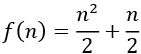 f(n) = n²/2 + n/2